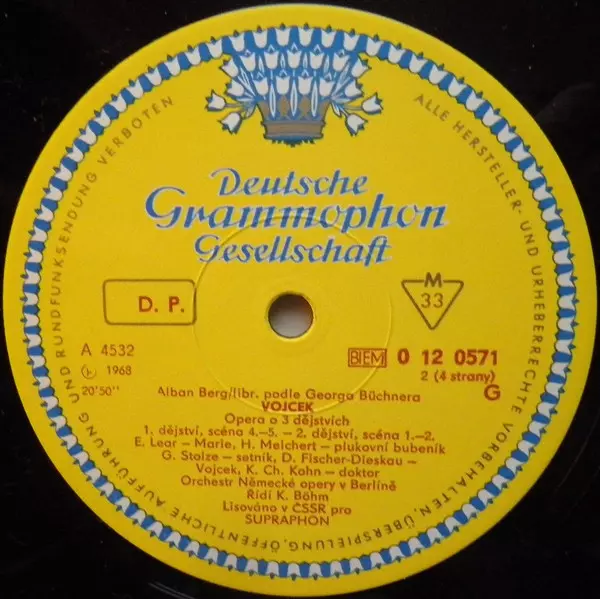 Deutsche
Grammophon
Gesellschaft
D. P.
M
33
A 4532
Ⓟ 1968
20'50''
BIEM 0 12 0571
2 (4 strany)
G
Alban Berg/libr. podle Georga Büchnera
VOJCEK
Opera o 3 dějstvích
1. dějství, scéna 4.–5. – 2. dějství, scéna 1.–2.
E. Lear – Marie, H. Melchert – plukovní bubeník
G. Stolze – setník, D. Fischer-Dieskau –
Vojcek, K. Ch. Kohn – doktor
Orchestr Německé opery v Berlíně
Řídí K. Böhm
Lisováno v ČSSR pro
SUPRAPHON
ALLE HERSTELLER- UND URHEBERRECHTE VORBEHALTEN, ÜBERSPIELUNG, ÖFFENTLICHE AUFFÜHRUNG UND RUNDFUNKSENDUNG VERBOTEN